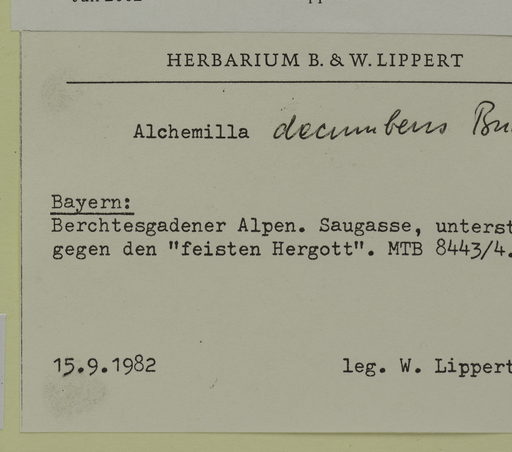 HERBARIUM B. & W. LIPPERT
Alchemilla decumbens
Bayern:
Berchtesgadener Alpen. Saugasse, unterst
gegen den "feisten Hergott". MTB 8443/4.
15.9.1982 leg. W. Lippert